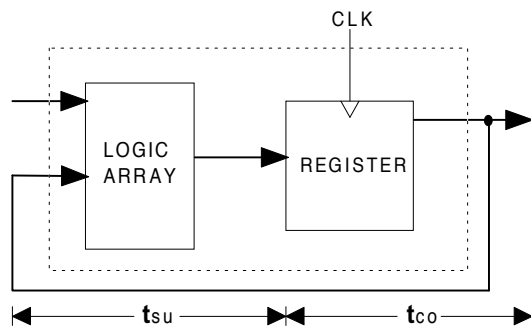 CLK
LOGIC
ARRAY
REGISTER
tsu
tco